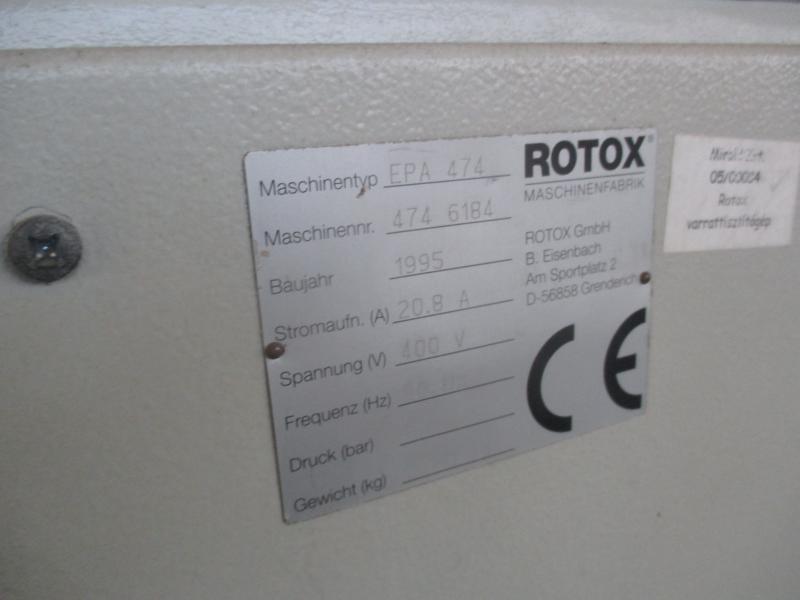 Maschinentyp EPA 474
Maschinennr. 474 6184
Baujahr 1995
Stromaufn. (A) 20.8 A
Spannung (V) 400 V
Frequenz (Hz)
Druck (bar)
Gewicht (kg)
ROTOX
MASCHINENFABRIK
ROTOX GmbH
B. Eisenbach
Am Sportplatz 2
D-56858 Grenderich
CE
05/00004
Rotox
varrattisztítógép